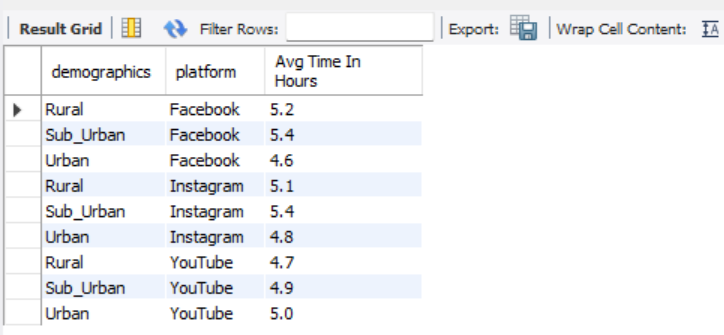 Result Grid Filter Rows: Export: Wrap Cell Content: IA
demographics platform Avg Time In Hours
Rural Facebook 5.2
Sub_Urban Facebook 5.4
Urban Facebook 4.6
Rural Instagram 5.1
Sub_Urban Instagram 5.4
Urban Instagram 4.8
Rural YouTube 4.7
Sub_Urban YouTube 4.9
Urban YouTube 5.0